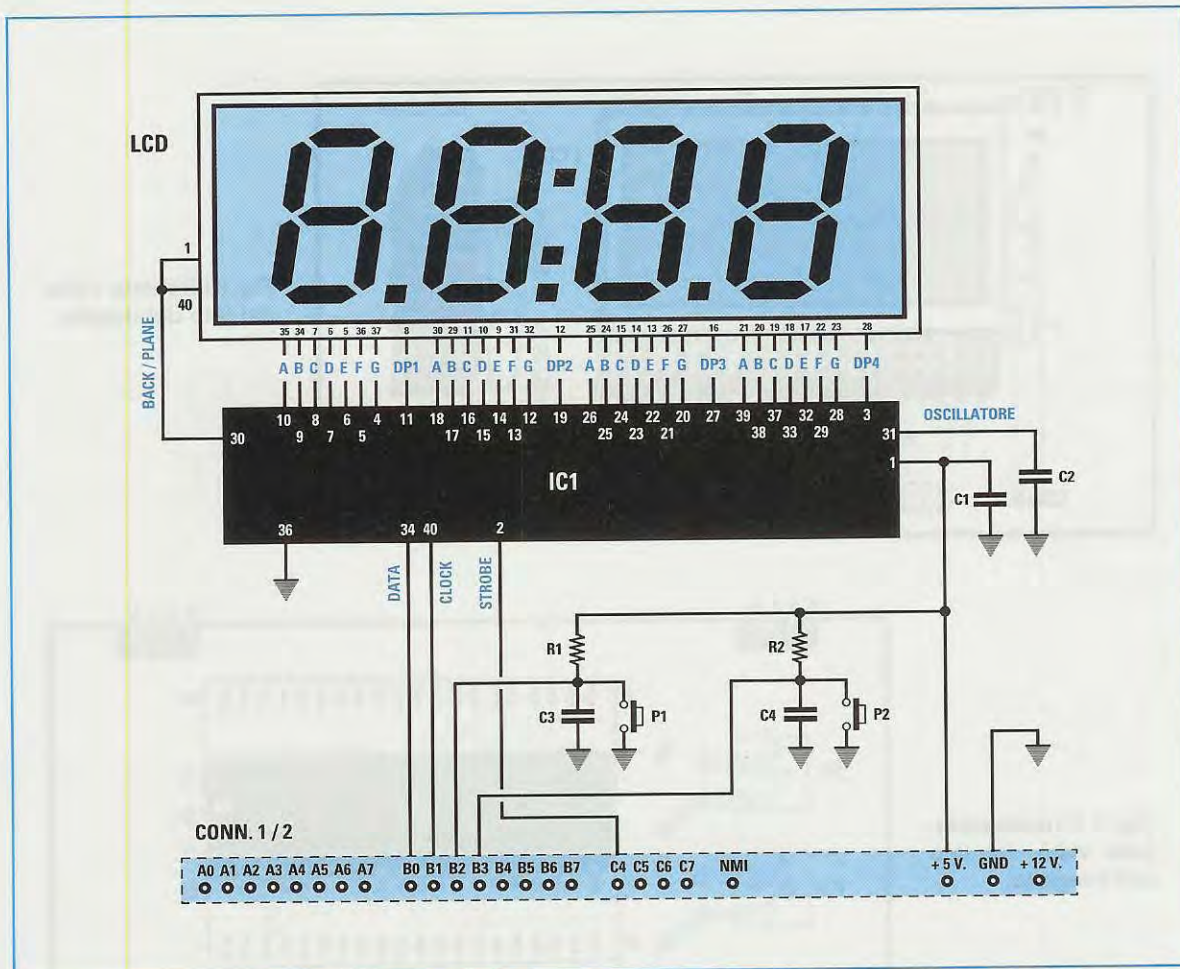 LCD
1
40
BACK / PLANE
35 34 7 6 5 36 37 8 30 29 11 10 9 31 32 12 25 24 15 14 13 26 27 16 21 20 19 18 17 22 23 28
A B C D E F G DP1 A B C D E F G DP2 A B C D E F G DP3 A B C D E F G DP4
OSCILLATORE
10 8 6 4 11 18 16 14 12 19 26 24 22 20 27 39 37 32 28 3
9 7 5 17 15 13 25 23 21 38 33 29
30
31
1
IC1
C1
C2
36
34 40
2
DATA
CLOCK
STROBE
R1
R2
C3
P1
C4
P2
CONN. 1 / 2
A0 A1 A2 A3 A4 A5 A6 A7 B0 B1 B2 B3 B4 B5 B6 B7 C4 C5 C6 C7 NMI + 5 V. GND + 12 V.